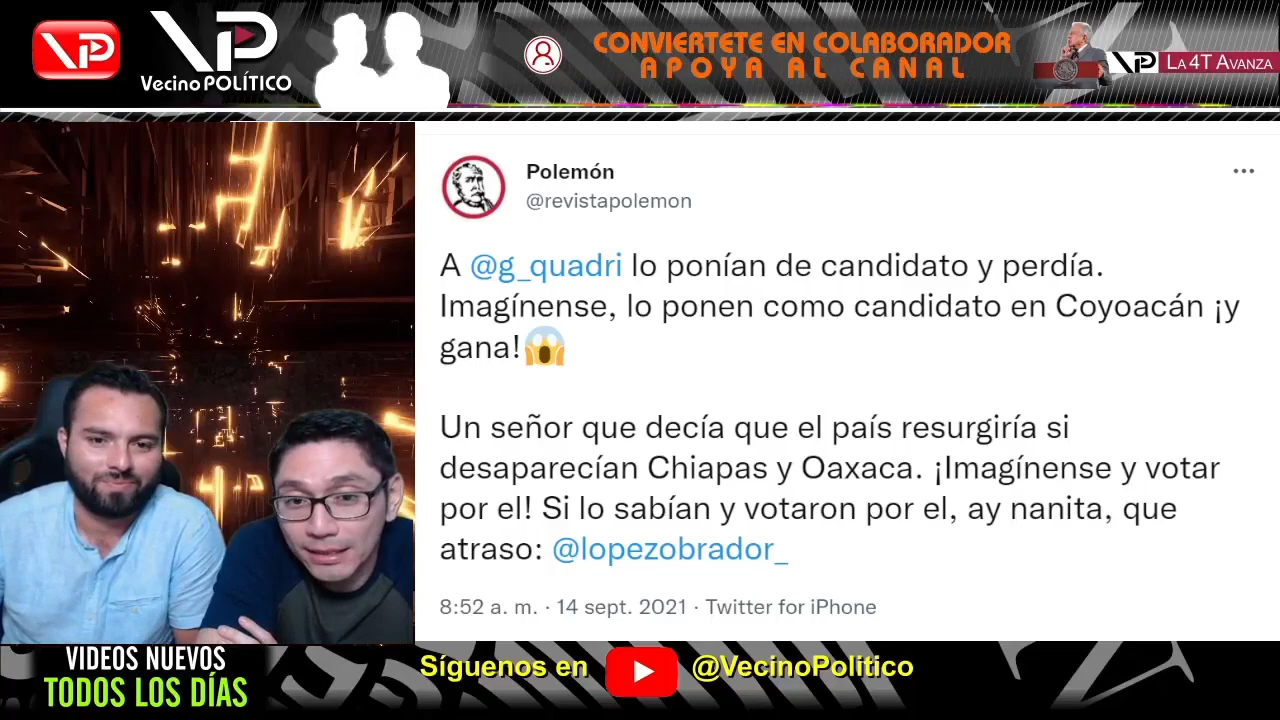 VP
VP
Vecino POLÍTICO
CONVIERTETE EN COLABORADOR
APOYA AL CANAL
VP LA 4T AVANZA
Polemón
@revistapolemon
A @g_quadri lo ponían de candidato y perdía.
Imagínense, lo ponen como candidato en Coyoacán ¡y
gana!😱
Un señor que decía que el país resurgiría si
desaparecían Chiapas y Oaxaca. ¡Imagínense y votar
por el! Si lo sabían y votaron por el, ay nanita, que
atraso: @lopezobrador_
8:52 a. m. · 14 sept. 2021 · Twitter for iPhone
VIDEOS NUEVOS
TODOS LOS DÍAS
Síguenos en @VecinoPolitico